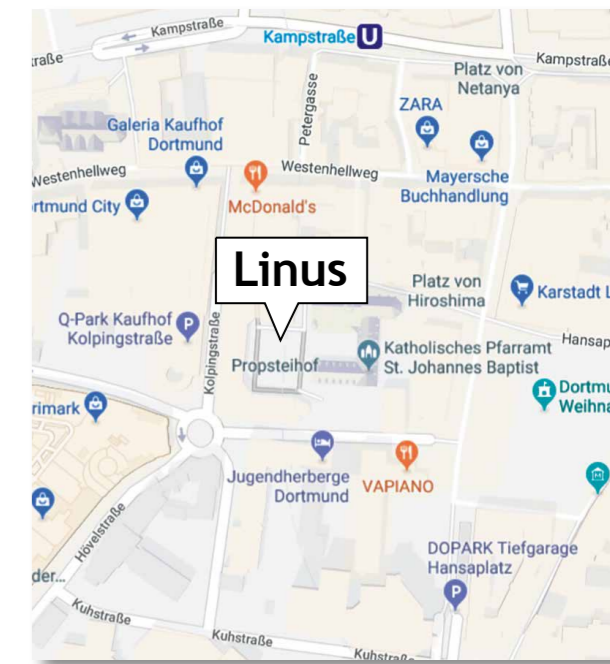 Kampstraße
Kampstraße U
Kampstraße
raße
Platz von
Netanya
Petergasse
ZARA
Galeria Kaufhof
Dortmund
Westenhellweg
Westenhellweg
Mayersche
Buchhandlung
rtmund City
McDonald's
Linus
Platz von
Hiroshima
Karstadt L
Q-Park Kaufhof
Kolpingstraße
P
Kolpingstraße
Hansap
Propsteihof
Katholisches Pfarramt
St. Johannes Baptist
rimark
Dortmu
Weihna
Jugendherberge
Dortmund
VAPIANO
Hövelstraße
DOPARK Tiefgarage
Hansaplatz
P
der...
Kuhstraße
Kuhstraße
Kuhstraße